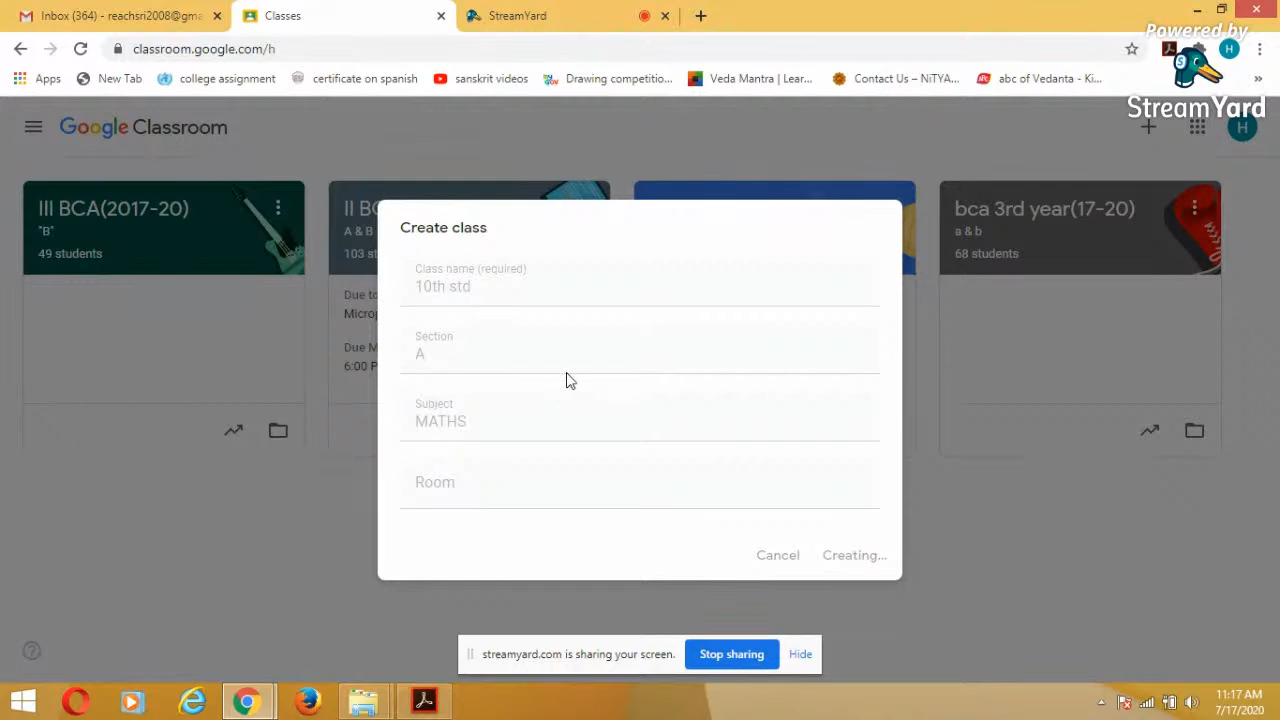 Inbox (364) - reachsri2008@gma
Classes
StreamYard
Powered by
classroom.google.com/h
H
Apps
New Tab
college assignment
certificate on spanish
sanskrit videos
Drawing competitio...
Veda Mantra | Lear...
Contact Us – NiTYA...
abc of Vedanta - Ki...
StreamYard
Google Classroom
H
III BCA(2017-20)
"B"
49 students
II BC
A & B
103 st
Due to
Microp
Due M
6:00 P
bca 3rd year(17-20)
a & b
68 students
Create class
Class name (required)
10th std
Section
A
Subject
MATHS
Room
Cancel
Creating...
streamyard.com is sharing your screen.
Stop sharing
Hide
11:17 AM
7/17/2020